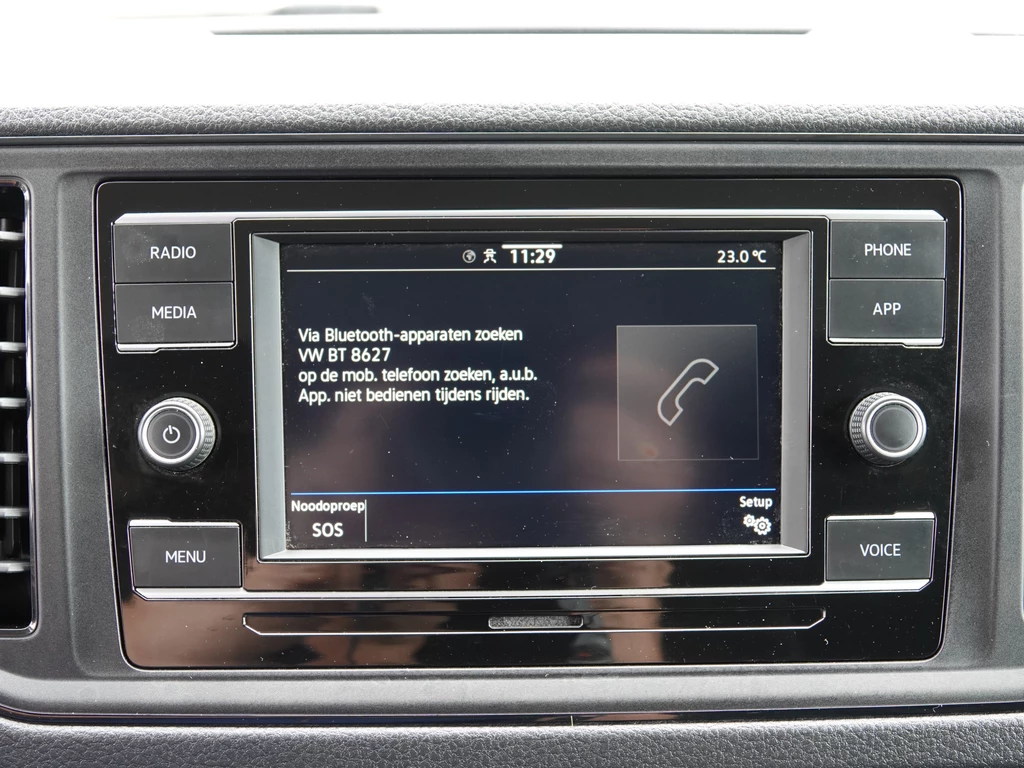 RADIO
MEDIA
MENU
11:29
23.0 °C
Via Bluetooth-apparaten zoeken
VW BT 8627
op de mob. telefoon zoeken, a.u.b.
App. niet bedienen tijdens rijden.
Noodoproep
SOS
Setup
PHONE
APP
VOICE